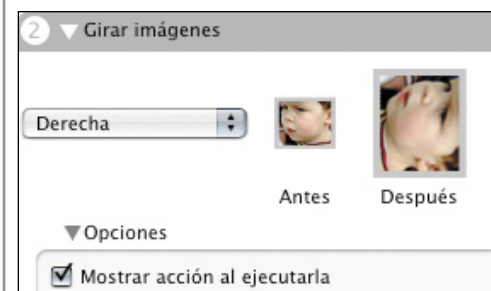 2 Girar imágenes
Derecha
Antes Después
Opciones
Mostrar acción al ejecutarla